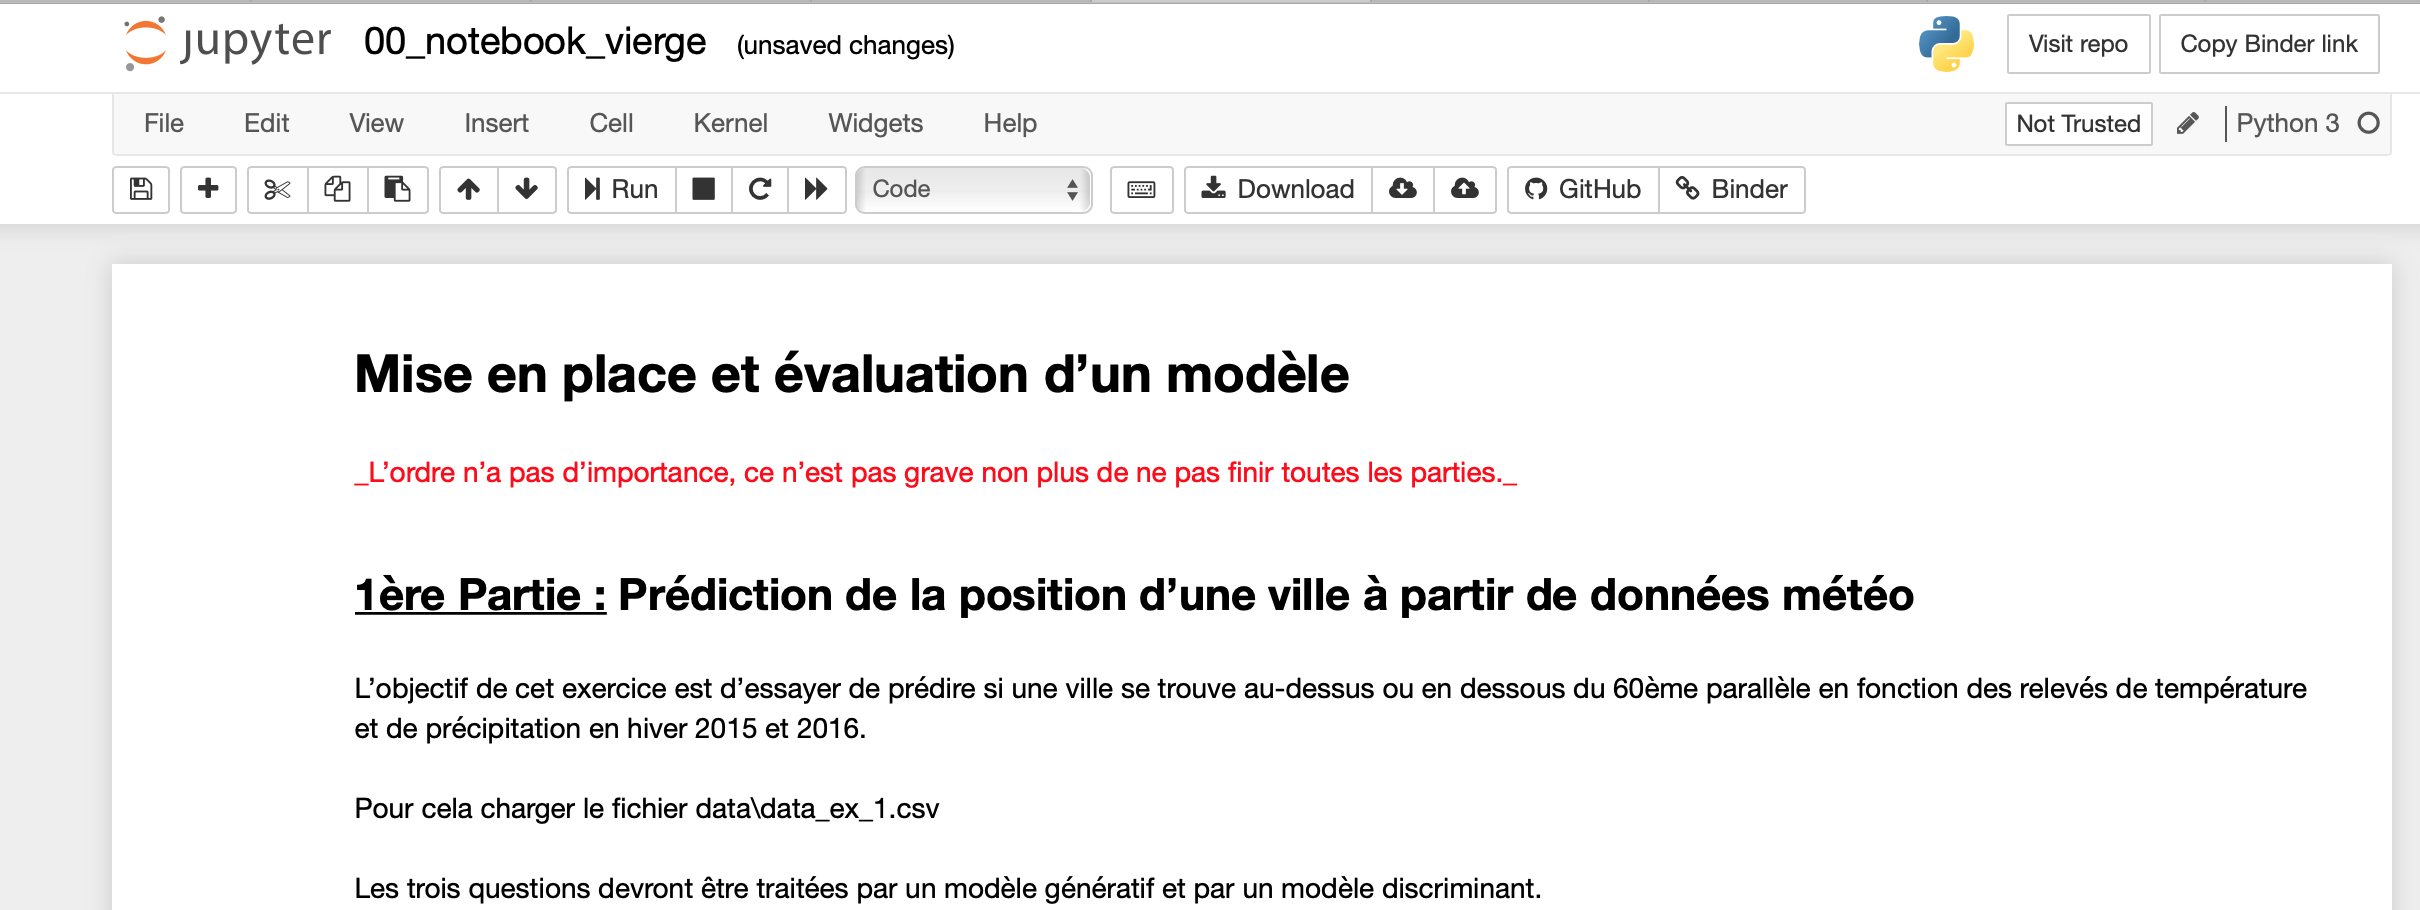 jupyter 00_notebook_vierge (unsaved changes) Visit repo Copy Binder link
File Edit View Insert Cell Kernel Widgets Help Not Trusted Python 3
Run Code Download GitHub Binder
Mise en place et évaluation d’un modèle
_L’ordre n’a pas d’importance, ce n’est pas grave non plus de ne pas finir toutes les parties._
1ère Partie : Prédiction de la position d’une ville à partir de données météo
L’objectif de cet exercice est d’essayer de prédire si une ville se trouve au-dessus ou en dessous du 60ème parallèle en fonction des relevés de température
et de précipitation en hiver 2015 et 2016.
Pour cela charger le fichier data\data_ex_1.csv
Les trois questions devront être traitées par un modèle génératif et par un modèle discriminant.